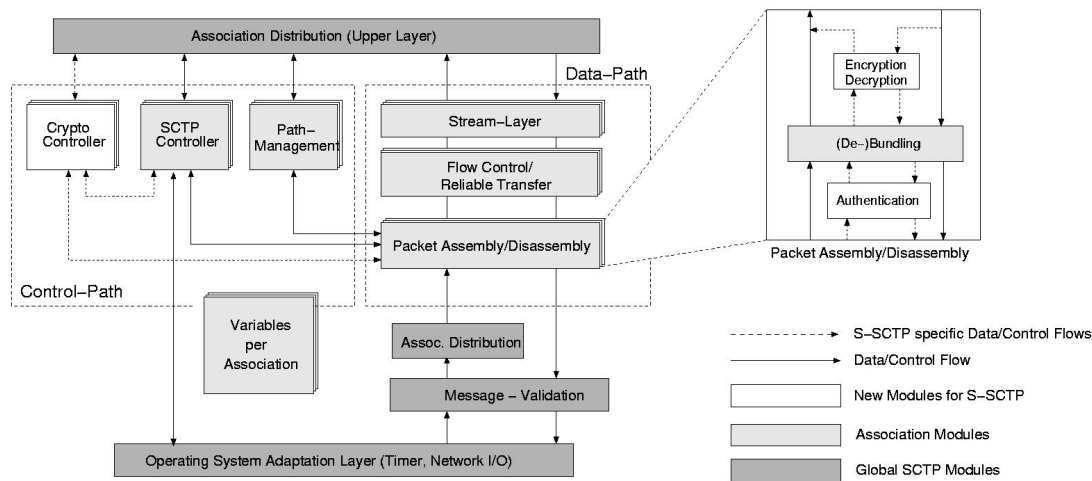 Association Distribution (Upper Layer)
Data-Path
Crypto
Controller
SCTP
Controller
Path-
Management
Stream-Layer
Flow Control/
Reliable Transfer
Packet Assembly/Disassembly
Control-Path
Variables
per
Association
Assoc. Distribution
Message - Validation
Operating System Adaptation Layer (Timer, Network I/O)
Encryption
Decryption
(De-)Bundling
Authentication
Packet Assembly/Disassembly
S-SCTP specific Data/Control Flows
Data/Control Flow
New Modules for S-SCTP
Association Modules
Global SCTP Modules